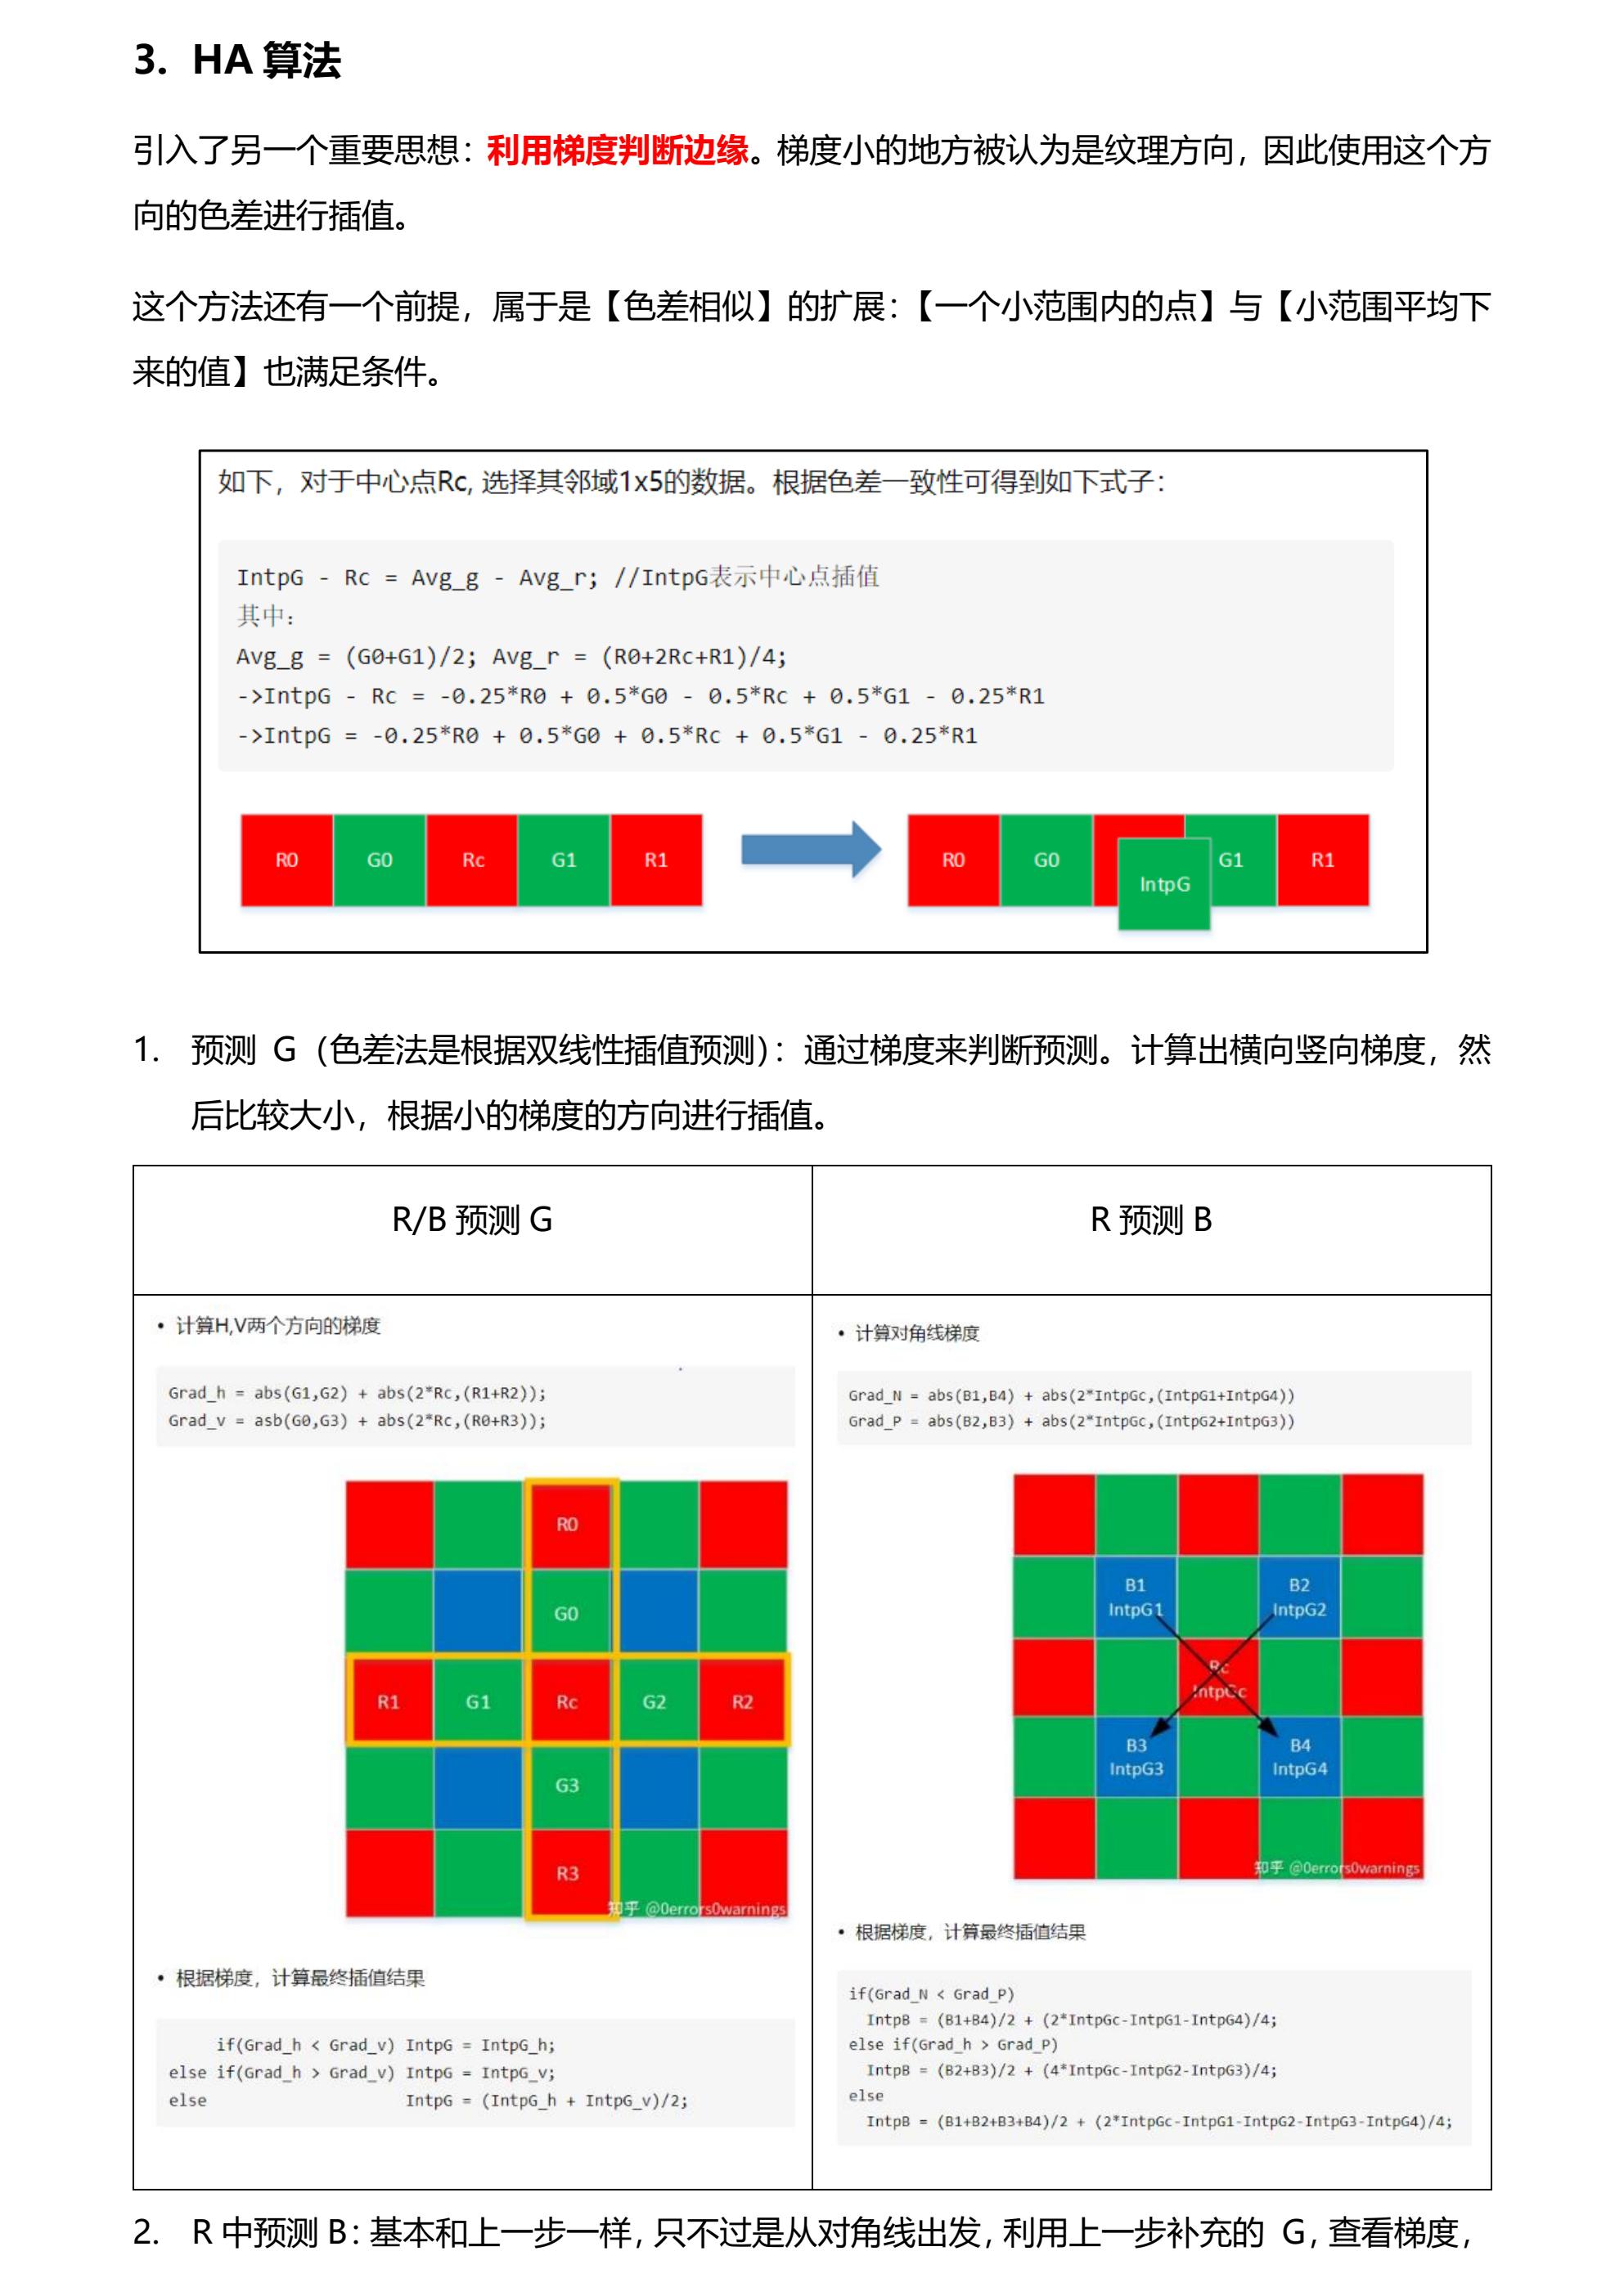 3. HA 算法
引入了另一个重要思想：利用梯度判断边缘。梯度小的地方被认为是纹理方向，因此使用这个方
向的色差进行插值。
这个方法还有一个前提，属于是【色差相似】的扩展：【一个小范围内的点】与【小范围平均下
来的值】也满足条件。
如下，对于中心点Rc, 选择其邻域1x5的数据。根据色差一致性可得到如下式子：
IntpG - Rc = Avg_g - Avg_r; //IntpG表示中心点插值
其中:
Avg_g = (G0+G1)/2; Avg_r = (R0+2Rc+R1)/4;
->IntpG - Rc = -0.25*R0 + 0.5*G0 - 0.5*Rc + 0.5*G1 - 0.25*R1
->IntpG = -0.25*R0 + 0.5*G0 + 0.5*Rc + 0.5*G1 - 0.25*R1
R0 G0 Rc G1 R1
R0 G0 G1 R1
IntpG
1. 预测 G（色差法是根据双线性插值预测）：通过梯度来判断预测。计算出横向竖向梯度，然
后比较大小，根据小的梯度的方向进行插值。
R/B 预测 G
• 计算H,V两个方向的梯度
Grad_h = abs(G1,G2) + abs(2*Rc,(R1+R2));
Grad_v = asb(G0,G3) + abs(2*Rc,(R0+R3));
R0
G0
R1 G1 Rc G2 R2
G3
R3
知乎 @0errors0warnings
• 根据梯度，计算最终插值结果
if(Grad_h < Grad_v) IntpG = IntpG_h;
else if(Grad_h > Grad_v) IntpG = IntpG_v;
else IntpG = (IntpG_h + IntpG_v)/2;
R 预测 B
• 计算对角线梯度
Grad_N = abs(B1,B4) + abs(2*IntpGc,(IntpG1+IntpG4))
Grad_P = abs(B2,B3) + abs(2*IntpGc,(IntpG2+IntpG3))
B1 B2
IntpG1 IntpG2
Rc
IntpGc
B3 B4
IntpG3 IntpG4
知乎 @0errors0warnings
• 根据梯度，计算最终插值结果
if(Grad_N < Grad_P)
IntpB = (B1+B4)/2 + (2*IntpGc-IntpG1-IntpG4)/4;
else if(Grad_h > Grad_P)
IntpB = (B2+B3)/2 + (4*IntpGc-IntpG2-IntpG3)/4;
else
IntpB = (B1+B2+B3+B4)/2 + (2*IntpGc-IntpG1-IntpG2-IntpG3-IntpG4)/4;
2. R 中预测 B：基本和上一步一样，只不过是从对角线出发，利用上一步补充的 G，查看梯度，